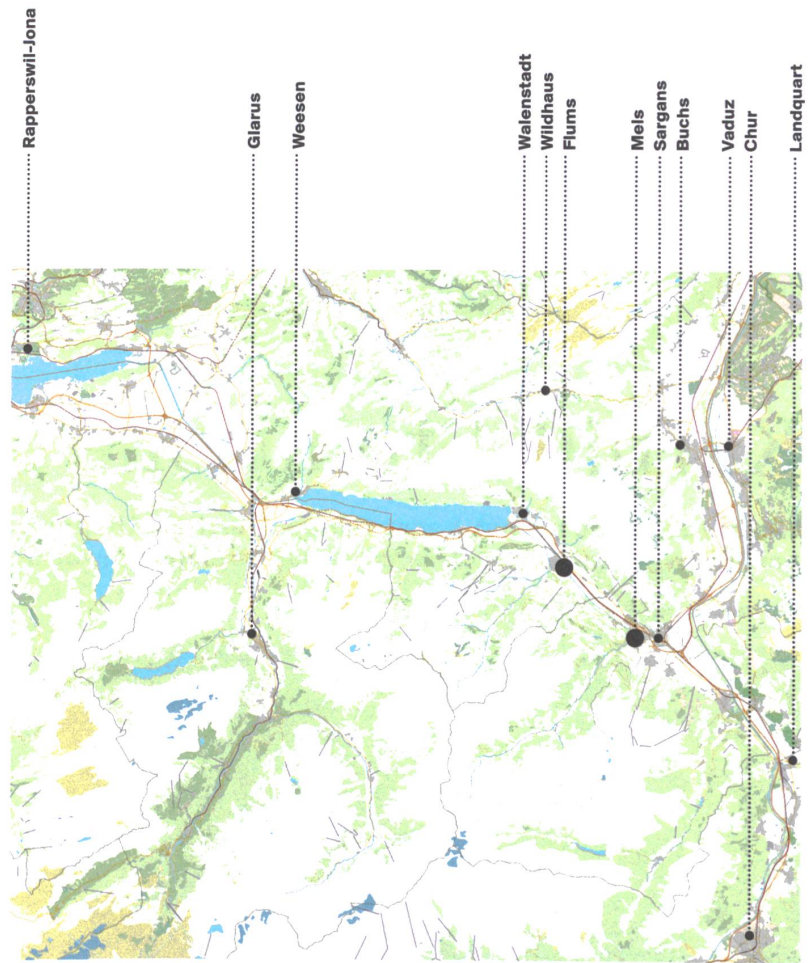 Rapperswil-Jona
Glarus
Weesen
Walenstadt
Wildhaus
Flums
Mels
Sargans
Buchs
Vaduz
Chur
Landquart